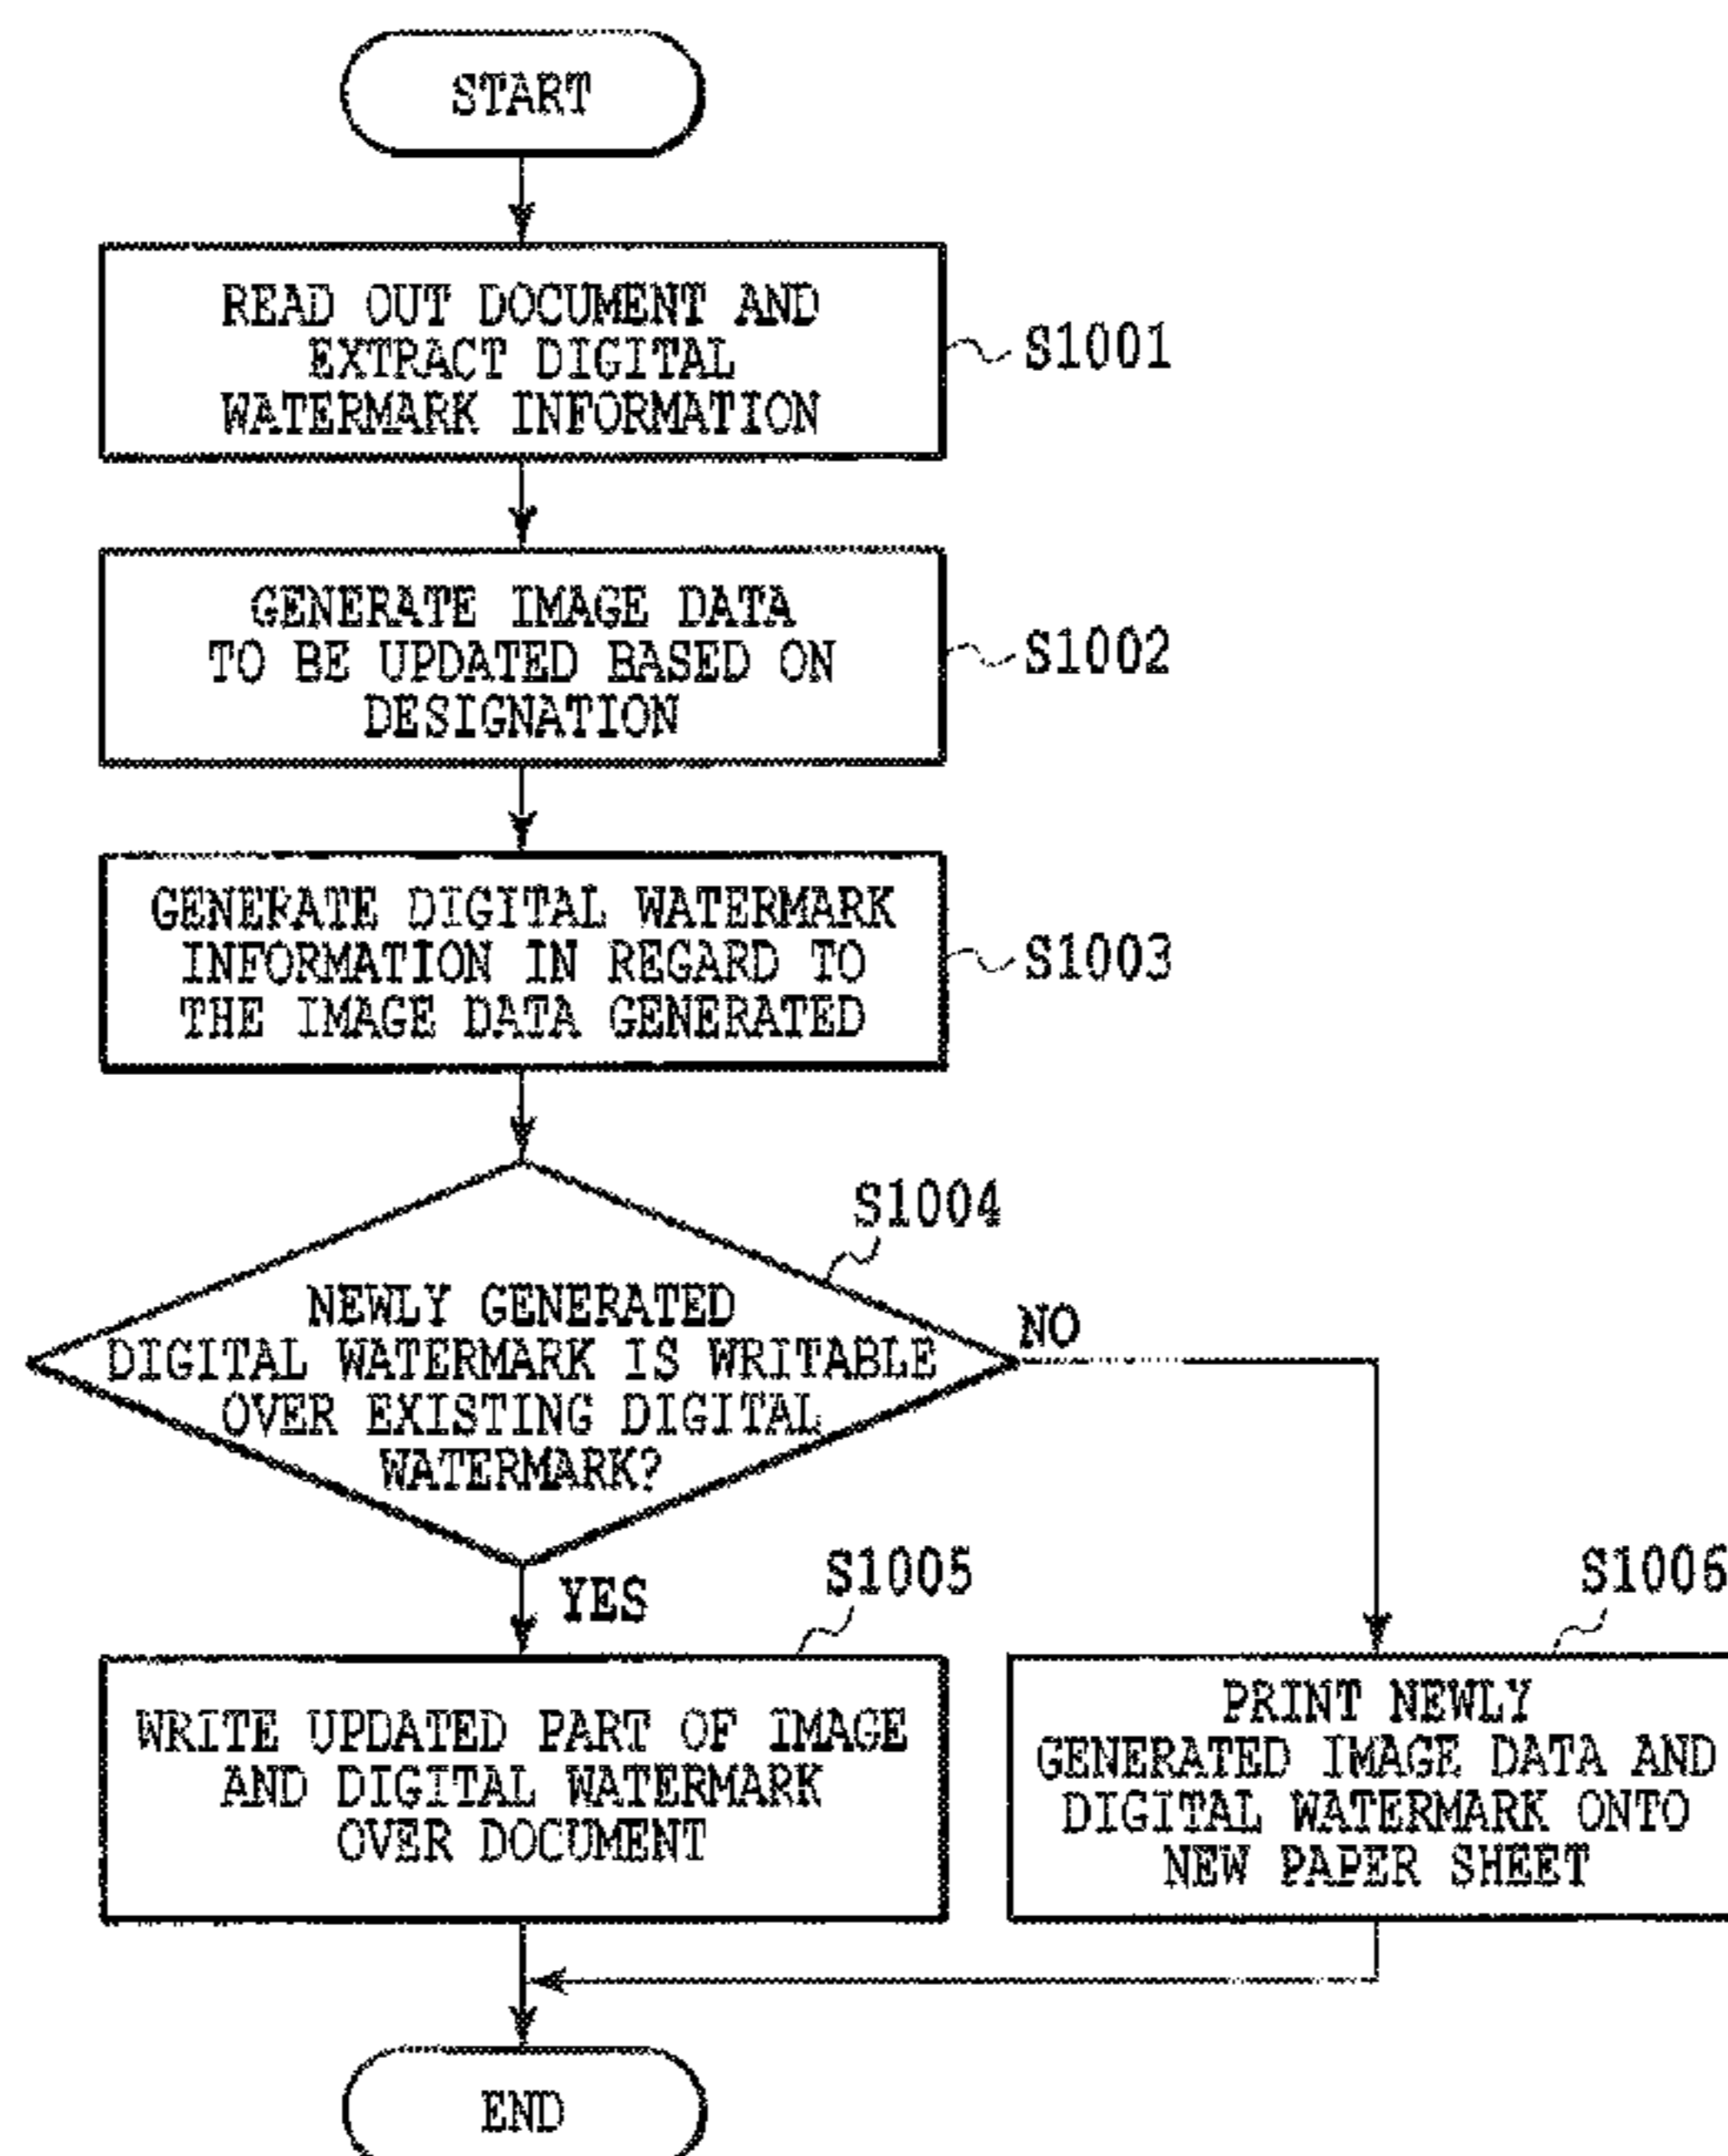 START
READ OUT DOCUMENT AND
EXTRACT DIGITAL
WATERMARK INFORMATION
S1001
GENERATE IMAGE DATA
TO BE UPDATED BASED ON
DESIGNATION
S1002
GENERATE DIGITAL WATERMARK
INFORMATION IN REGARD TO
THE IMAGE DATA GENERATED
S1003
S1004
NEWLY GENERATED
DIGITAL WATERMARK IS WRITABLE
OVER EXISTING DIGITAL
WATERMARK?
NO
YES
S1005
WRITE UPDATED PART OF IMAGE
AND DIGITAL WATERMARK
OVER DOCUMENT
S1006
PRINT NEWLY
GENERATED IMAGE DATA AND
DIGITAL WATERMARK ONTO
NEW PAPER SHEET
END